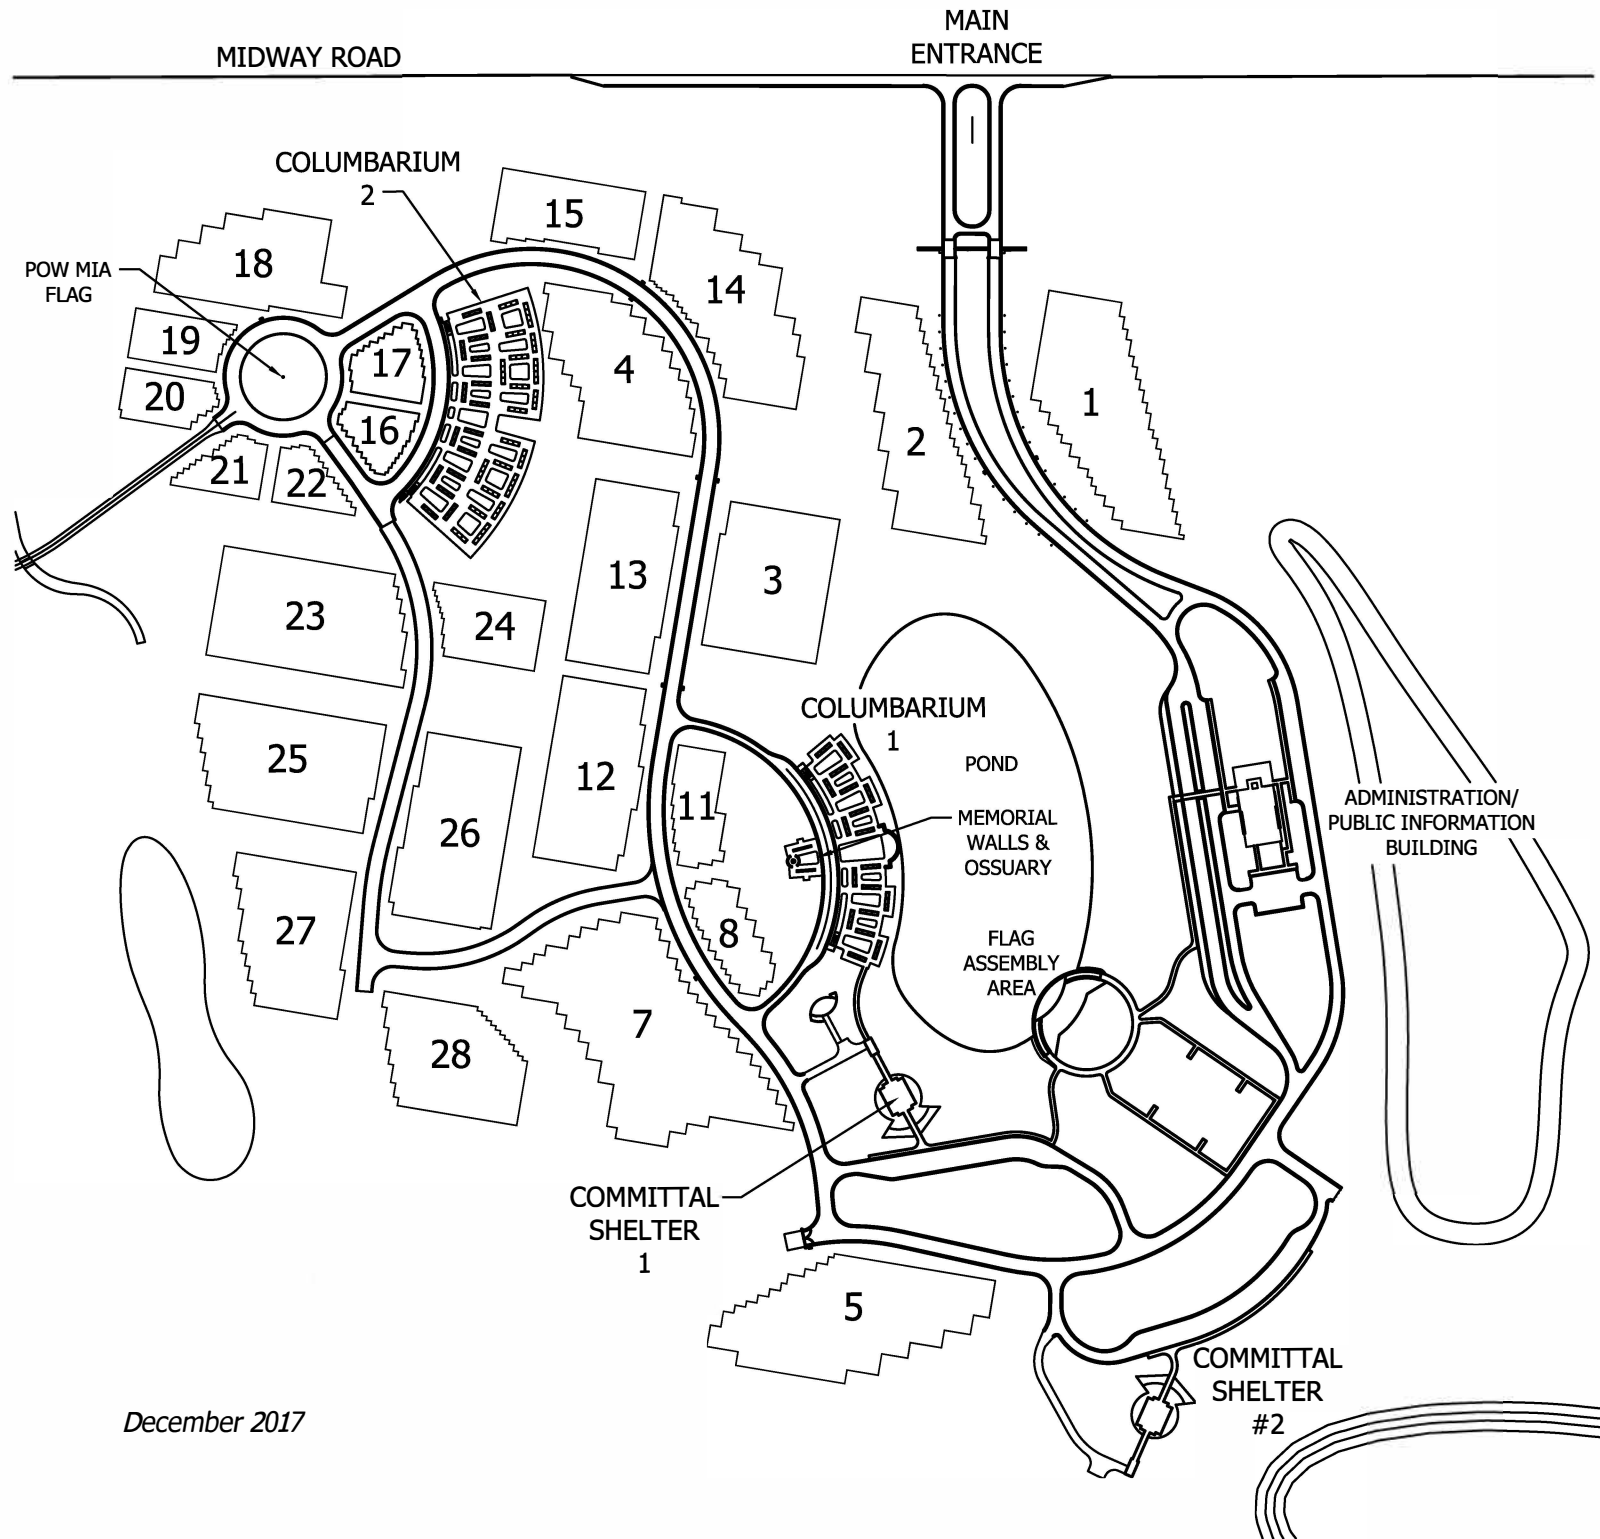 MAIN
ENTRANCE
MIDWAY ROAD
COLUMBARIUM
2
15
18
POW MIA
FLAG
14
19
17
4
20
16
1
2
21
22
13
3
23
24
COLUMBARIUM
1
25
POND
12
11
ADMINISTRATION/
PUBLIC INFORMATION
BUILDING
MEMORIAL
WALLS &
OSSUARY
26
27
8
FLAG
ASSEMBLY
AREA
7
28
COMMITTAL
SHELTER
1
5
COMMITTAL
SHELTER
#2
December 2017